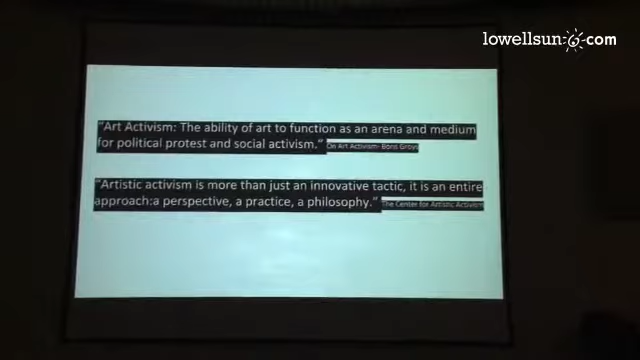 lowellsun.com
"Art Activism: The ability of art to function as an arena and medium
for political protest and social activism." On Art Activism- Boris Groys
"Artistic activism is more than just an innovative tactic, it is an entire
approach:a perspective, a practice, a philosophy." The Center for Artistic Activism